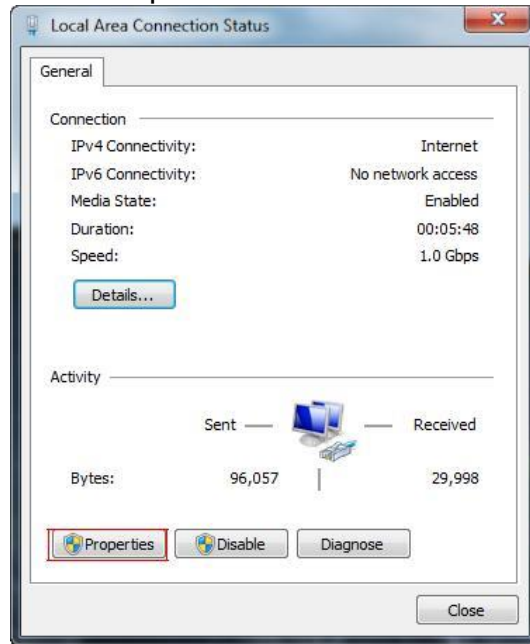 Local Area Connection Status
General
Connection
IPv4 Connectivity: Internet
IPv6 Connectivity: No network access
Media State: Enabled
Duration: 00:05:48
Speed: 1.0 Gbps
Details...
Activity
Sent Received
Bytes: 96,057 29,998
Properties Disable Diagnose
Close